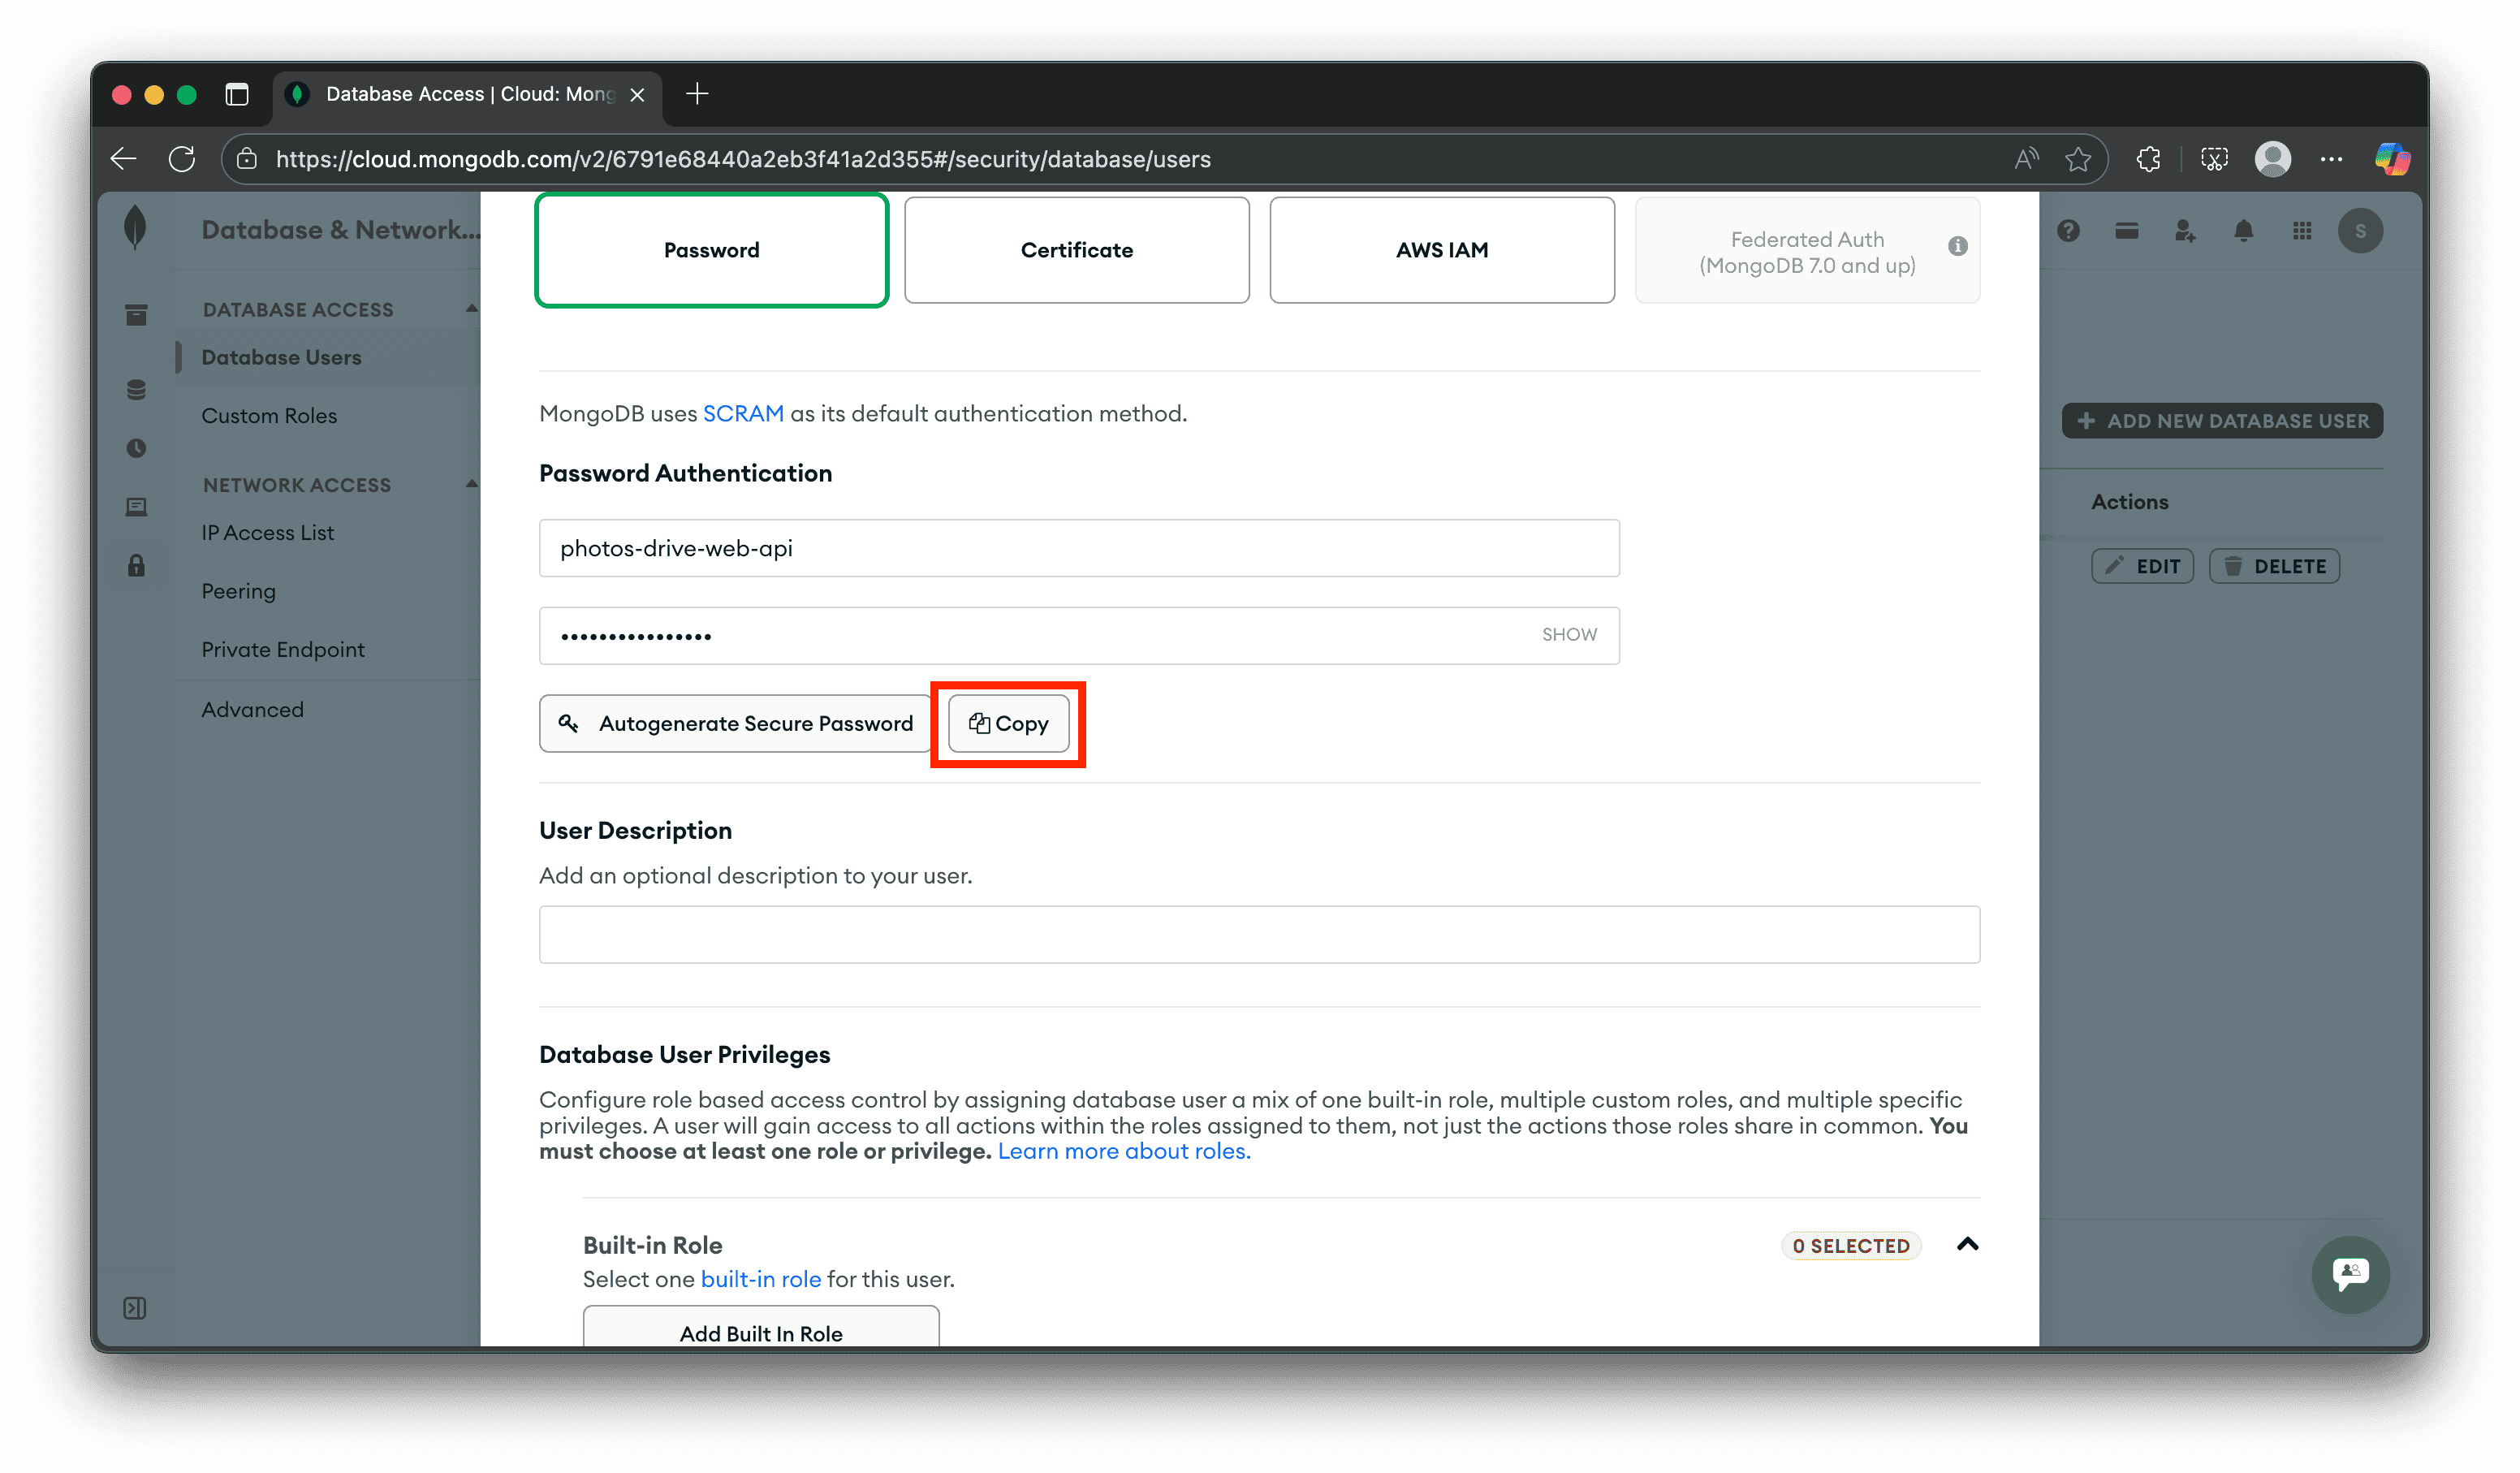 Database Access | Cloud: Mong
https://cloud.mongodb.com/v2/6791e68440a2eb3f41a2d355#/security/database/users
Database & Network...
S
DATABASE ACCESS
Database Users
Custom Roles
NETWORK ACCESS
IP Access List
Peering
Private Endpoint
Advanced
Password
Certificate
AWS IAM
Federated Auth
(MongoDB 7.0 and up)
MongoDB uses SCRAM as its default authentication method.
Password Authentication
photos-drive-web-api
••••••••••••••••
SHOW
Autogenerate Secure Password
Copy
User Description
Add an optional description to your user.
Database User Privileges
Configure role based access control by assigning database user a mix of one built-in role, multiple custom roles, and multiple specific
privileges. A user will gain access to all actions within the roles assigned to them, not just the actions those roles share in common. You
must choose at least one role or privilege. Learn more about roles.
Built-in Role
0 SELECTED
Select one built-in role for this user.
Add Built In Role
ADD NEW DATABASE USER
Actions
EDIT
DELETE